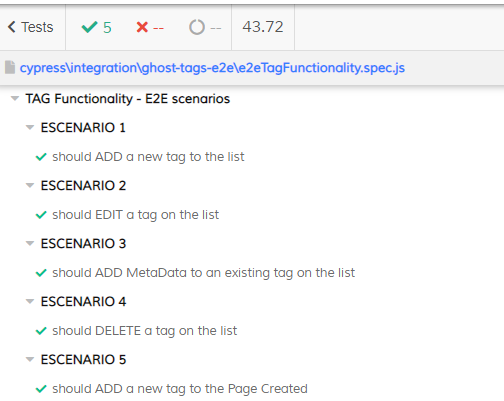 Tests 5 -- -- 43.72
cypress\integration\ghost-tags-e2e\e2eTagFunctionality.spec.js
TAG Functionality - E2E scenarios
ESCENARIO 1
should ADD a new tag to the list
ESCENARIO 2
should EDIT a tag on the list
ESCENARIO 3
should ADD MetaData to an existing tag on the list
ESCENARIO 4
should DELETE a tag on the list
ESCENARIO 5
should ADD a new tag to the Page Created